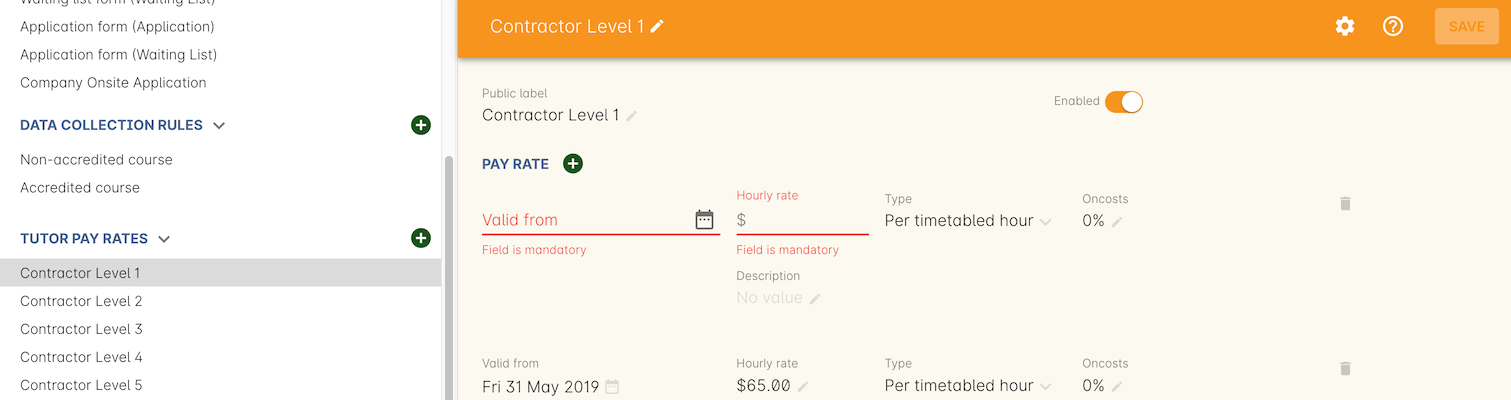 Waiting list form (Application)
Application form (Application)
Application form (Waiting List)
Company Onsite Application
DATA COLLECTION RULES
Non-accredited course
Accredited course
TUTOR PAY RATES
Contractor Level 1
Contractor Level 2
Contractor Level 3
Contractor Level 4
Contractor Level 5
Contractor Level 1
SAVE
Public label
Contractor Level 1
Enabled
PAY RATE
Valid from
Field is mandatory
Hourly rate
$
Field is mandatory
Type
Per timetabled hour
Oncosts
0%
Description
No value
Valid from
Fri 31 May 2019
Hourly rate
$65.00
Type
Per timetabled hour
Oncosts
0%